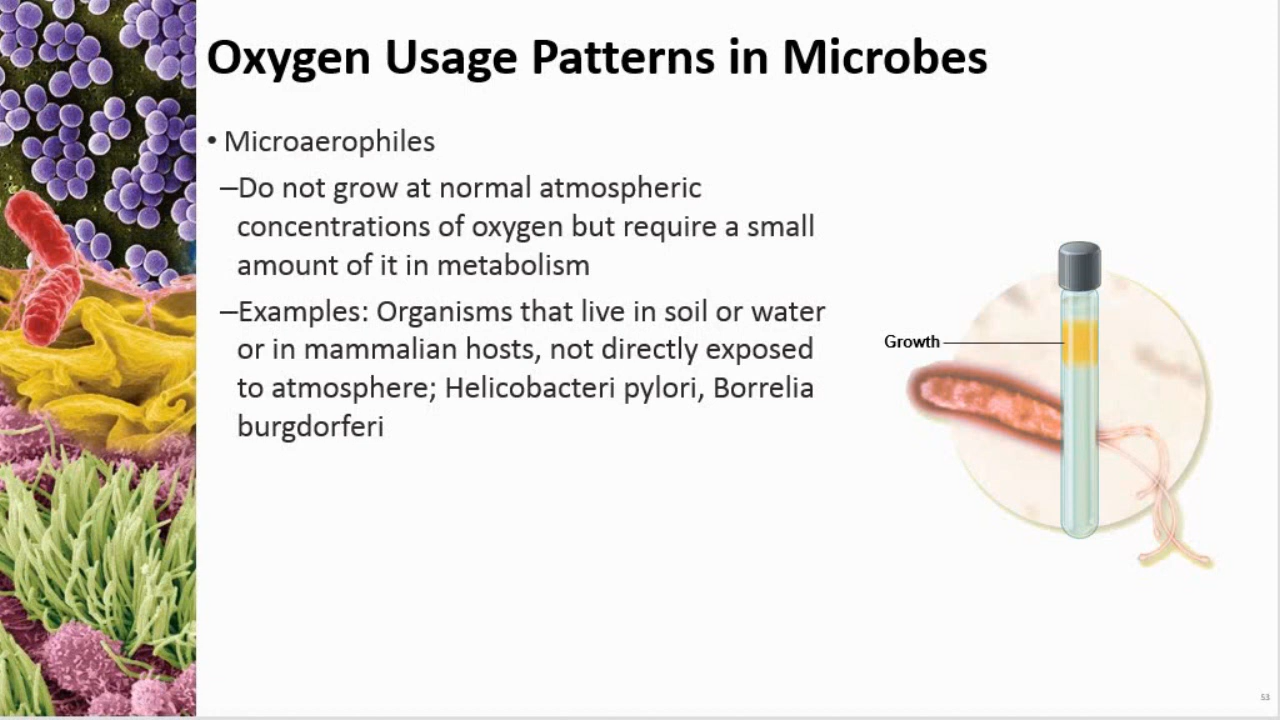 Oxygen Usage Patterns in Microbes
• Microaerophiles
–Do not grow at normal atmospheric
concentrations of oxygen but require a small
amount of it in metabolism
–Examples: Organisms that live in soil or water
or in mammalian hosts, not directly exposed
to atmosphere; Helicobacteri pylori, Borrelia
burgdorferi
Growth
53